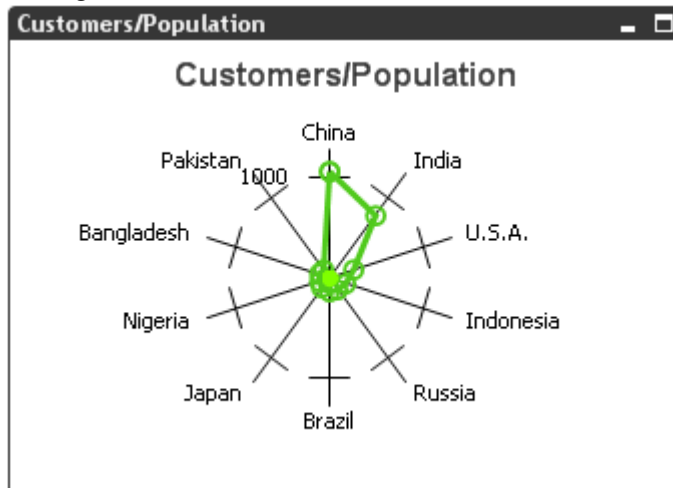 Customers/Population
Customers/Population
China
Pakistan
1000
India
Bangladesh
U.S.A.
Nigeria
Indonesia
Japan
Russia
Brazil